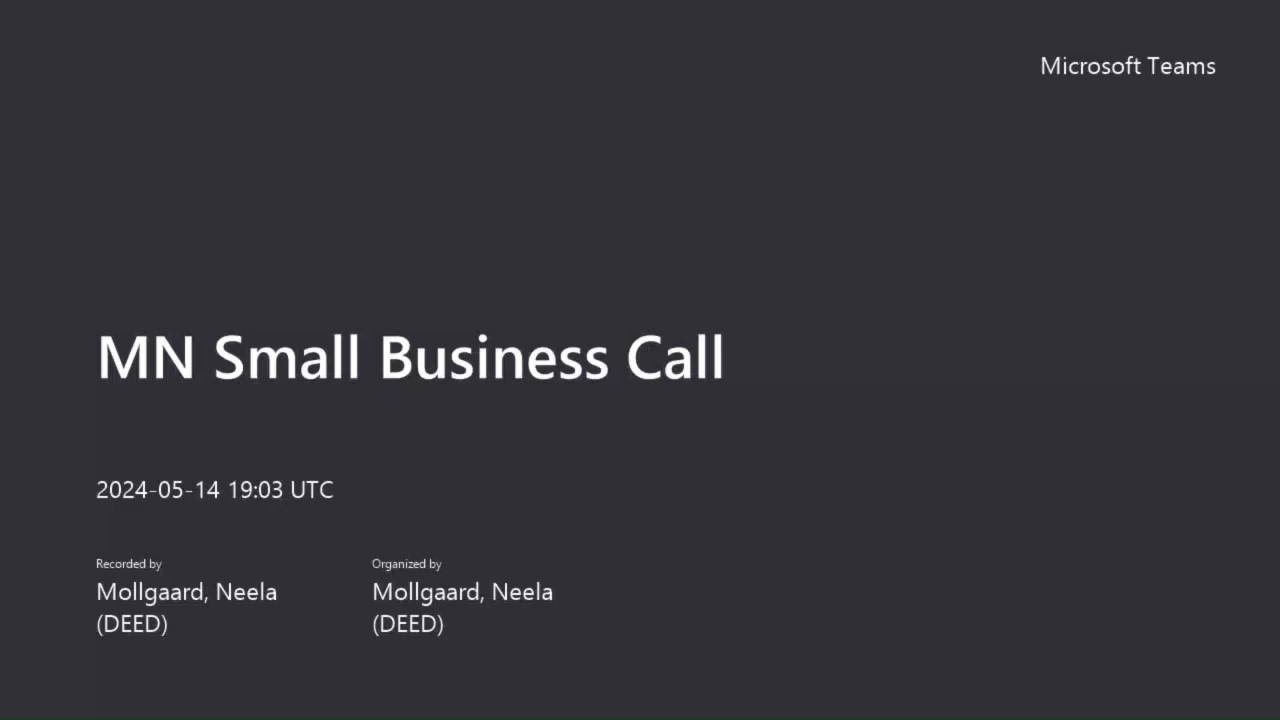 Microsoft Teams
MN Small Business Call
2024-05-14 19:03 UTC
Recorded by
Mollgaard, Neela
(DEED)
Organized by
Mollgaard, Neela
(DEED)